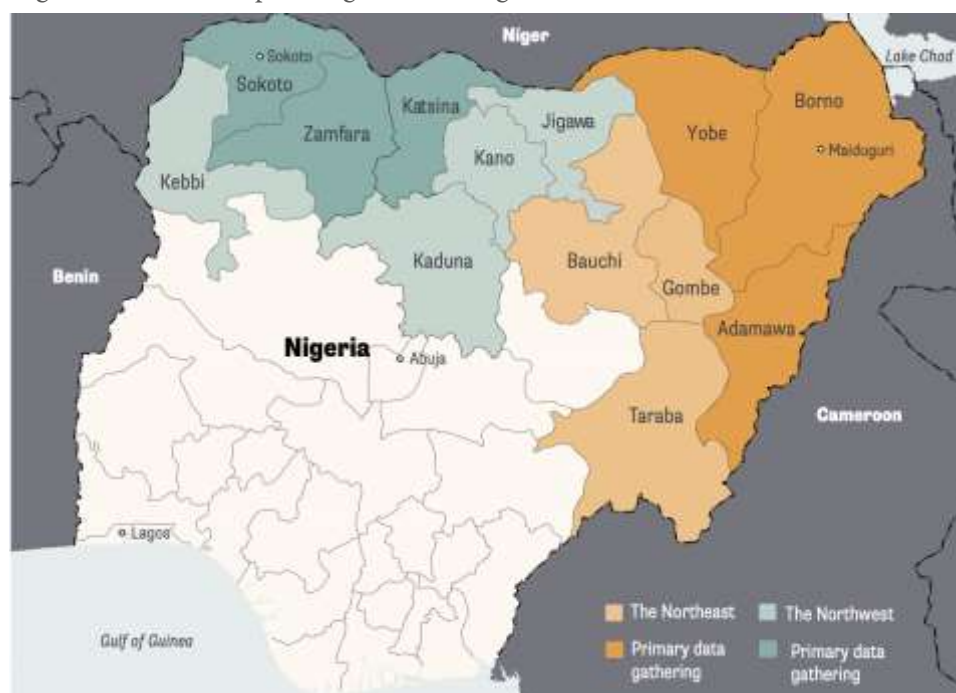 Niger
Lake Chad
Sokoto
Sokoto
Katsina
Borno
Zamfara
Jigawa
Yobe
Kano
Maiduguri
Kebbi
Kaduna
Bauchi
Benin
Gombe
Nigeria
Adamawa
Abuja
Taraba
Cameroon
Lagos
The Northeast
The Northwest
Primary data
gathering
Primary data
gathering
Gulf of Guinea